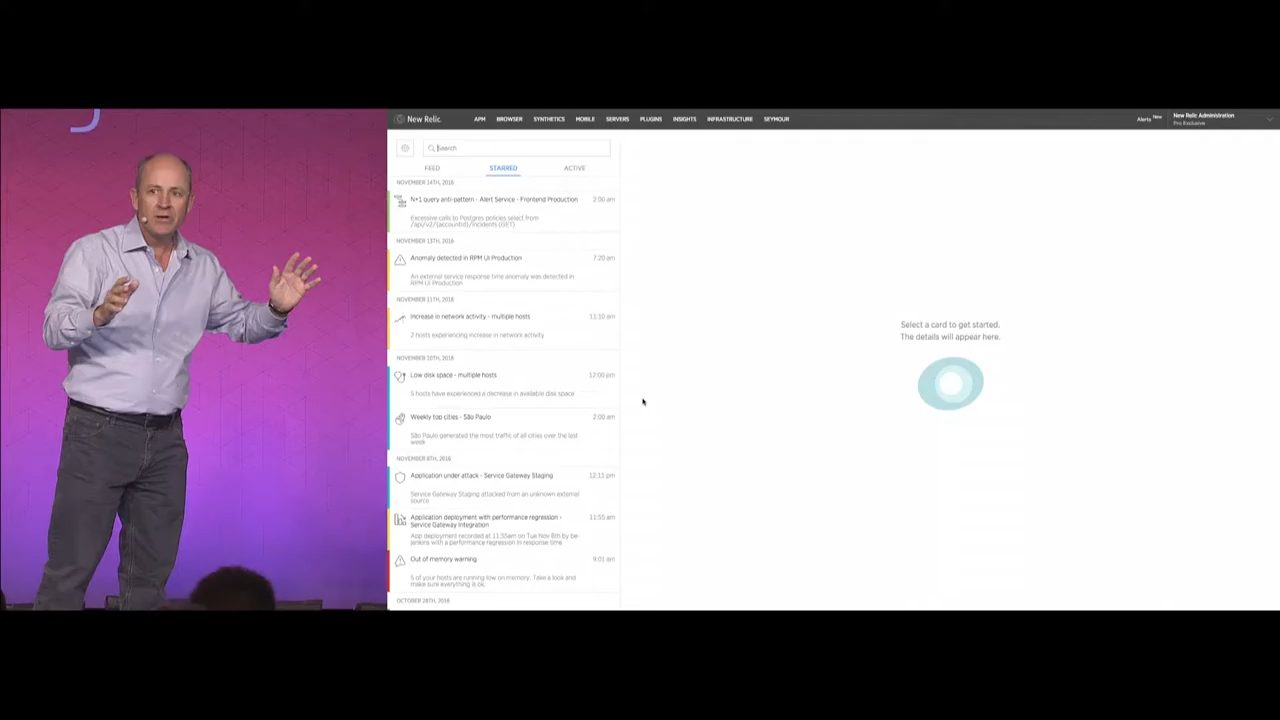 New Relic.
APM BROWSER SYNTHETICS MOBILE SERVERS PLUGINS INSIGHTS INFRASTRUCTURE SEYMOUR
Alerts New
New Relic Administration
Pro Exclusive
Search
FEED STARRED ACTIVE
NOVEMBER 14TH, 2016
N+1 query anti-pattern - Alert Service - Frontend Production 2:00 am
Excessive calls to Postgres policies select from
/api/v2/{accountId}/incidents (GET)
NOVEMBER 13TH, 2016
Anomaly detected in RPM UI Production 7:20 am
An external service response time anomaly was detected in
RPM UI Production
NOVEMBER 11TH, 2016
Increase in network activity - multiple hosts 11:10 am
2 hosts experiencing increase in network activity
NOVEMBER 10TH, 2016
Low disk space - multiple hosts 12:00 pm
5 hosts have experienced a decrease in available disk space
Weekly top cities - São Paulo 2:00 am
São Paulo generated the most traffic of all cities over the last
week
NOVEMBER 8TH, 2016
Application under attack - Service Gateway Staging 12:11 pm
Service Gateway Staging attacked from an unknown external
source
Application deployment with performance regression - 11:55 am
Service Gateway Integration
App deployment recorded at 11:55am on Tue Nov 8th by be-
jenkins with a performance regression in response time
Out of memory warning 9:01 am
5 of your hosts are running low on memory. Take a look and
make sure everything is ok.
OCTOBER 28TH, 2016
Select a card to get started.
The details will appear here.